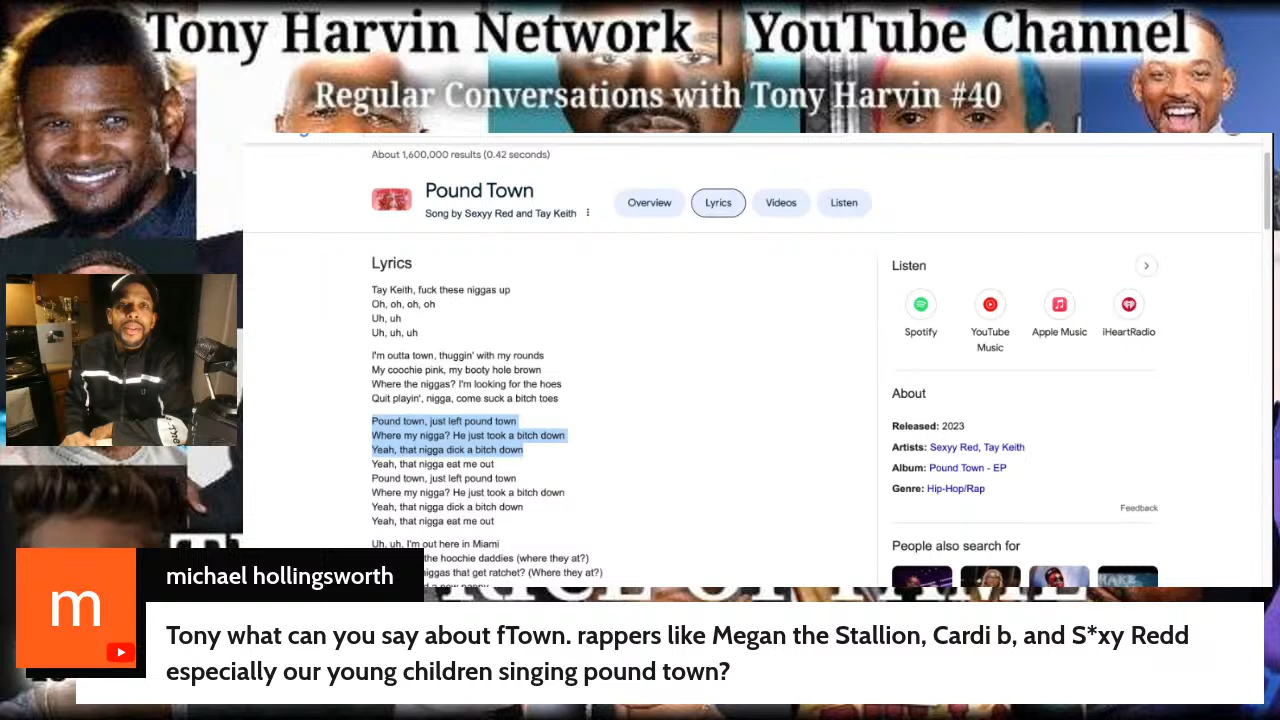 Tony Harvin Network | YouTube Channel
Regular Conversations with Tony Harvin #40
About 1,600,000 results (0.42 seconds)
Pound Town
Song by Sexyy Red and Tay Keith
Overview
Lyrics
Videos
Listen
Lyrics
Tay Keith, fuck these niggas up
Oh, oh, oh, oh
Uh, uh
Uh, uh, uh
I'm outta town, thuggin' with my rounds
My coochie pink, my booty hole brown
Where the niggas? I'm looking for the hoes
Quit playin', nigga, come suck a bitch toes
Pound town, just left pound town
Where my nigga? He just took a bitch down
Yeah, that nigga dick a bitch down
Yeah, that nigga eat me out
Pound town, just left pound town
Where my nigga? He just took a bitch down
Yeah, that nigga dick a bitch down
Yeah, that nigga eat me out
Uh, uh, I'm out here in Miami
the hoochie daddies (where they at?)
niggas that get ratchet? (Where they at?)
Listen
Spotify
YouTube Music
Apple Music
iHeartRadio
About
Released: 2023
Artists: Sexyy Red, Tay Keith
Album: Pound Town - EP
Genre: Hip-Hop/Rap
Feedback
People also search for
m
michael hollingsworth
Tony what can you say about fTown. rappers like Megan the Stallion, Cardi b, and S*xy Redd
especially our young children singing pound town?